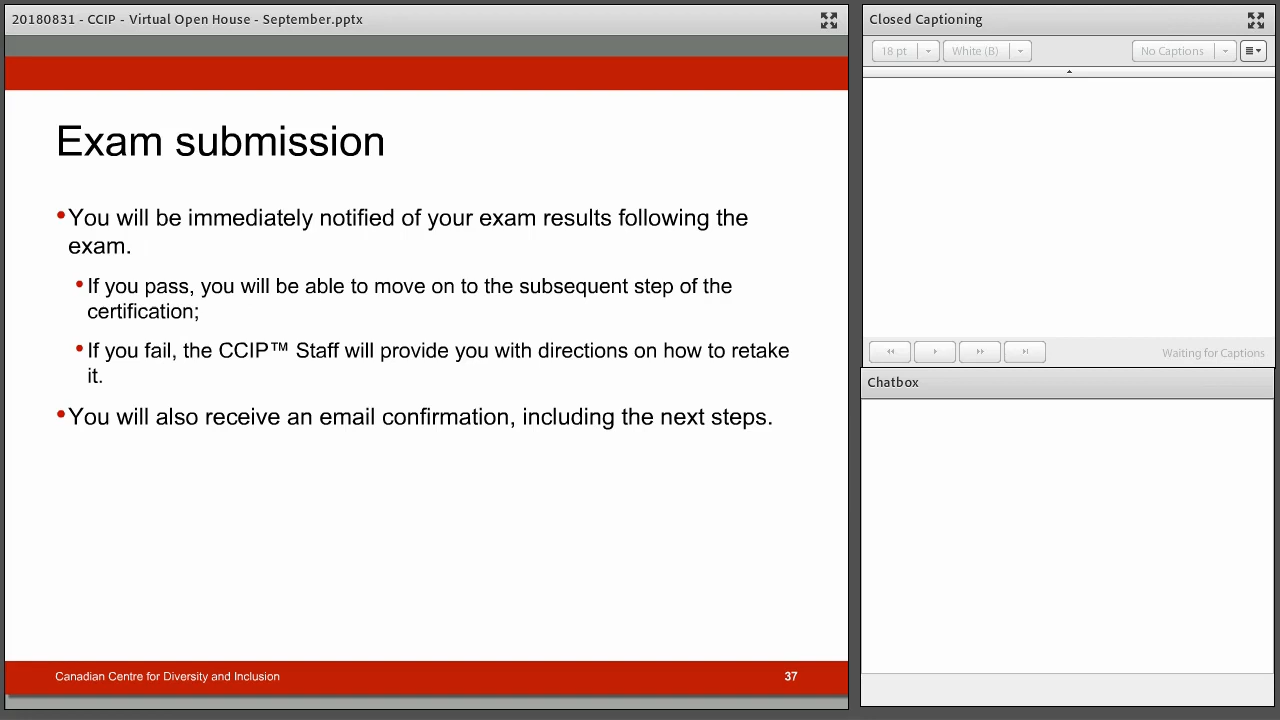 20180831 - CCIP - Virtual Open House - September.pptx
Exam submission
•You will be immediately notified of your exam results following the
exam.
•If you pass, you will be able to move on to the subsequent step of the
certification;
•If you fail, the CCIP™ Staff will provide you with directions on how to retake
it.
•You will also receive an email confirmation, including the next steps.
Canadian Centre for Diversity and Inclusion
37
Closed Captioning
18 pt
White (B)
No Captions
Waiting for Captions
Chatbox